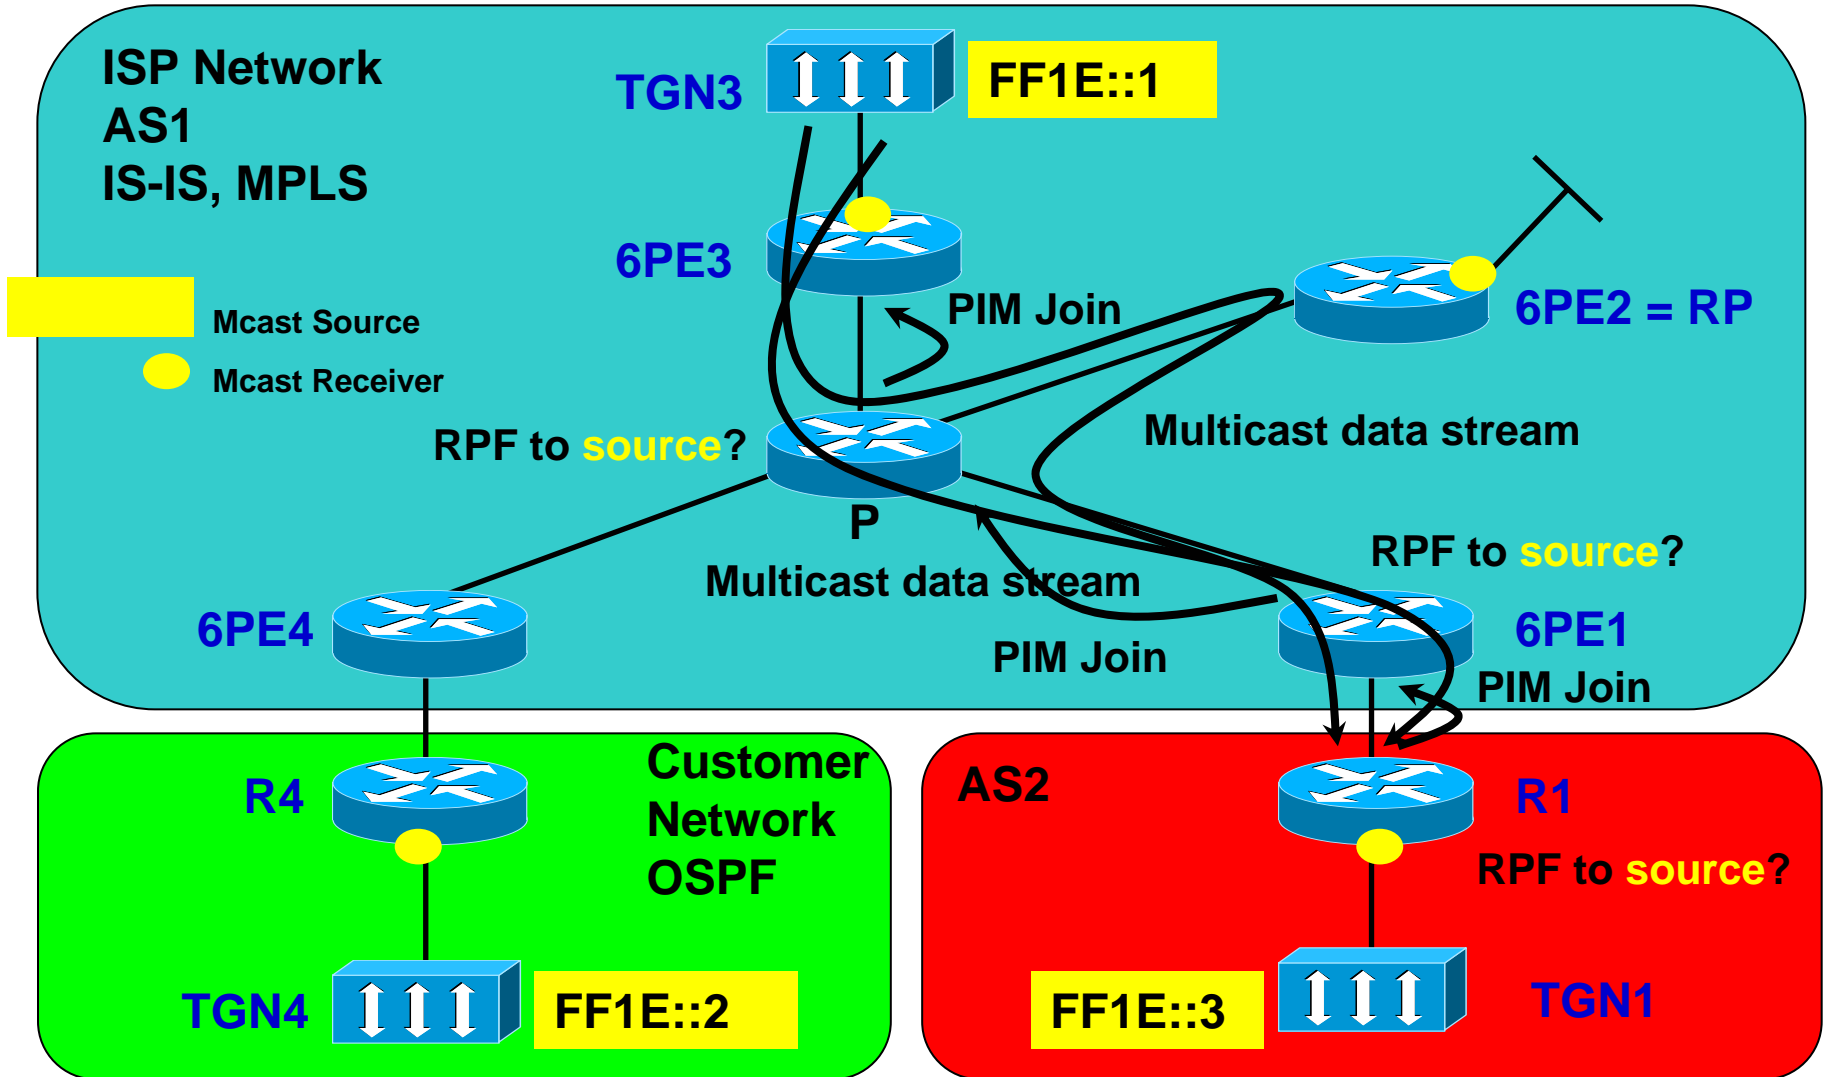 ISP Network
AS1
IS-IS, MPLS
TGN3
FF1E::1
6PE3
PIM Join
6PE2 = RP
Mcast Source
Mcast Receiver
RPF to source?
Multicast data stream
P
RPF to source?
Multicast data stream
6PE4
6PE1
PIM Join
PIM Join
Customer
Network
OSPF
R4
AS2
R1
RPF to source?
TGN4
FF1E::2
FF1E::3
TGN1